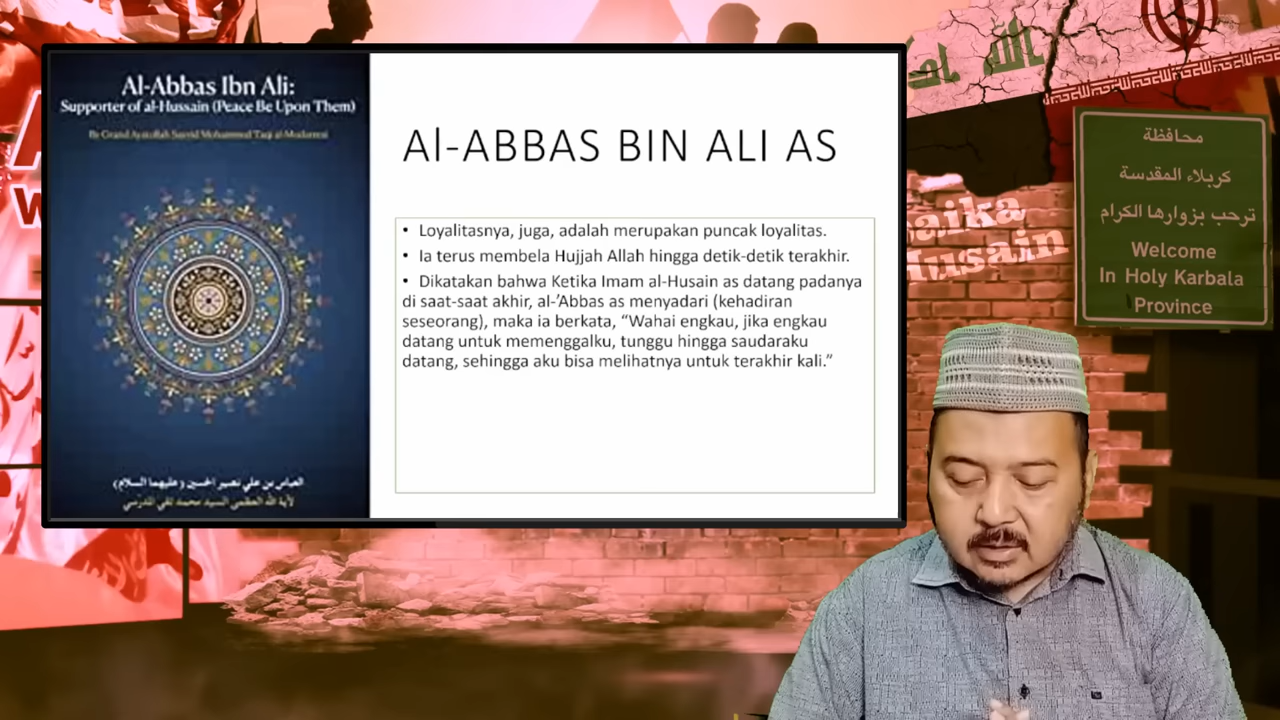 Al-Abbas Ibn Ali:
Supporter of al-Hussain (Peace Be Upon Them)
By Grand Ayatollah Sayyid Mohammed Taqi al-Modarresi
العباس بن علي نصير الحسين (عليهما السلام)
لآية الله العظمى السيد محمد تقي المدرسي
Al-ABBAS BIN ALI AS
• Loyalitasnya, juga, adalah merupakan puncak loyalitas.
• Ia terus membela Hujjah Allah hingga detik-detik terakhir.
• Dikatakan bahwa Ketika Imam al-Husain as datang padanya
di saat-saat akhir, al-’Abbas as menyadari (kehadiran
seseorang), maka ia berkata, “Wahai engkau, jika engkau
datang untuk memenggalku, tunggu hingga saudaraku
datang, sehingga aku bisa melihatnya untuk terakhir kali.”
الله
محافظة
كربلاء المقدسة
ترحب بزوارها الكرام
Welcome
In Holy Karbala
Province